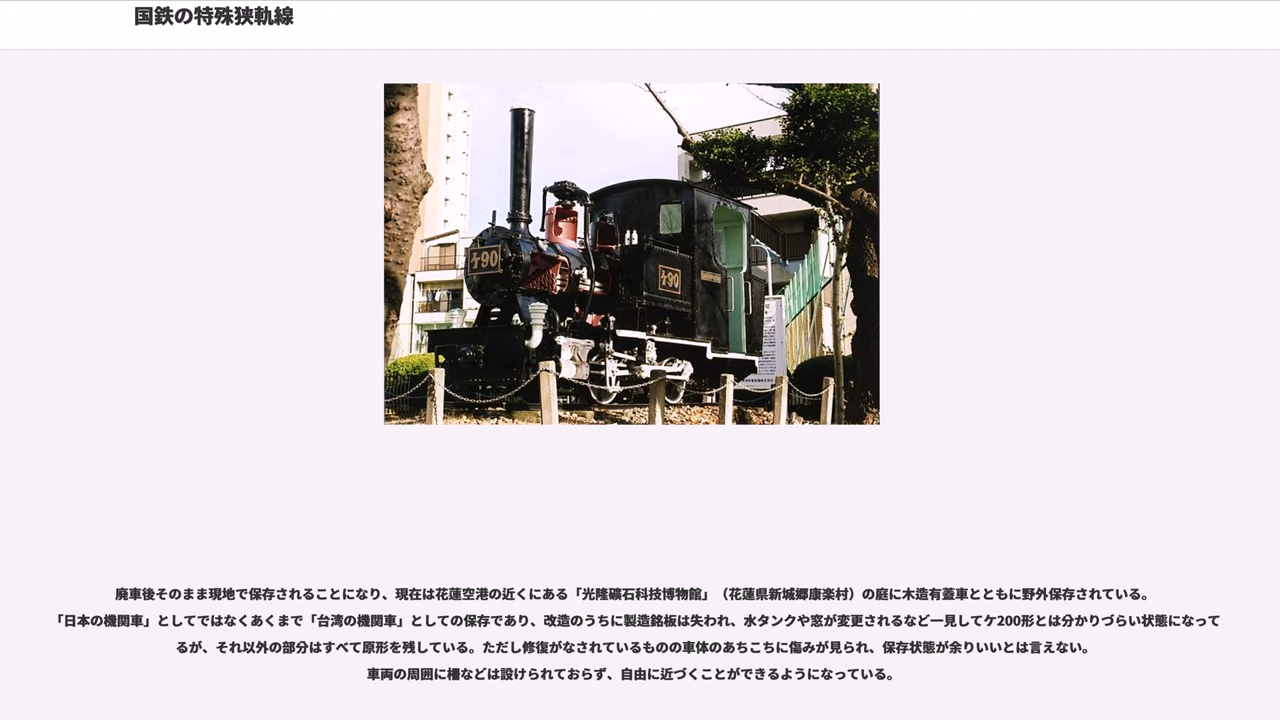 国鉄の特殊狭軌線
ケ90
ケ90
廃車後そのまま現地で保存されることになり、現在は花蓮空港の近くにある「光隆礦石科技博物館」（花蓮県新城郷康楽村）の庭に木造有蓋車とともに野外保存されている。
「日本の機関車」としてではなくあくまで「台湾の機関車」としての保存であり、改造のうちに製造銘板は失われ、水タンクや窓が変更されるなど一見してケ200形とは分かりづらい状態になって
るが、それ以外の部分はすべて原形を残している。ただし修復がなされているものの車体のあちこちに傷みが見られ、保存状態が余りいいとは言えない。
車両の周囲に柵などは設けられておらず、自由に近づくことができるようになっている。